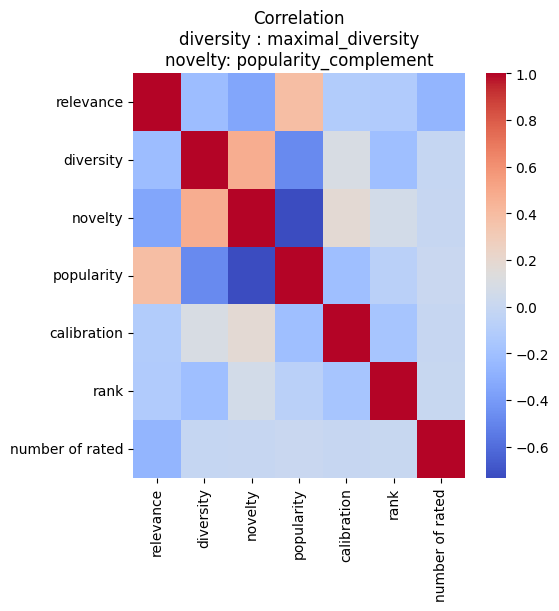 Correlation
diversity : maximal_diversity
novelty: popularity_complement
relevance
diversity
novelty
popularity
calibration
rank
number of rated
relevance
diversity
novelty
popularity
calibration
rank
number of rated
1.0
0.8
0.6
0.4
0.2
0.0
−0.2
−0.4
−0.6